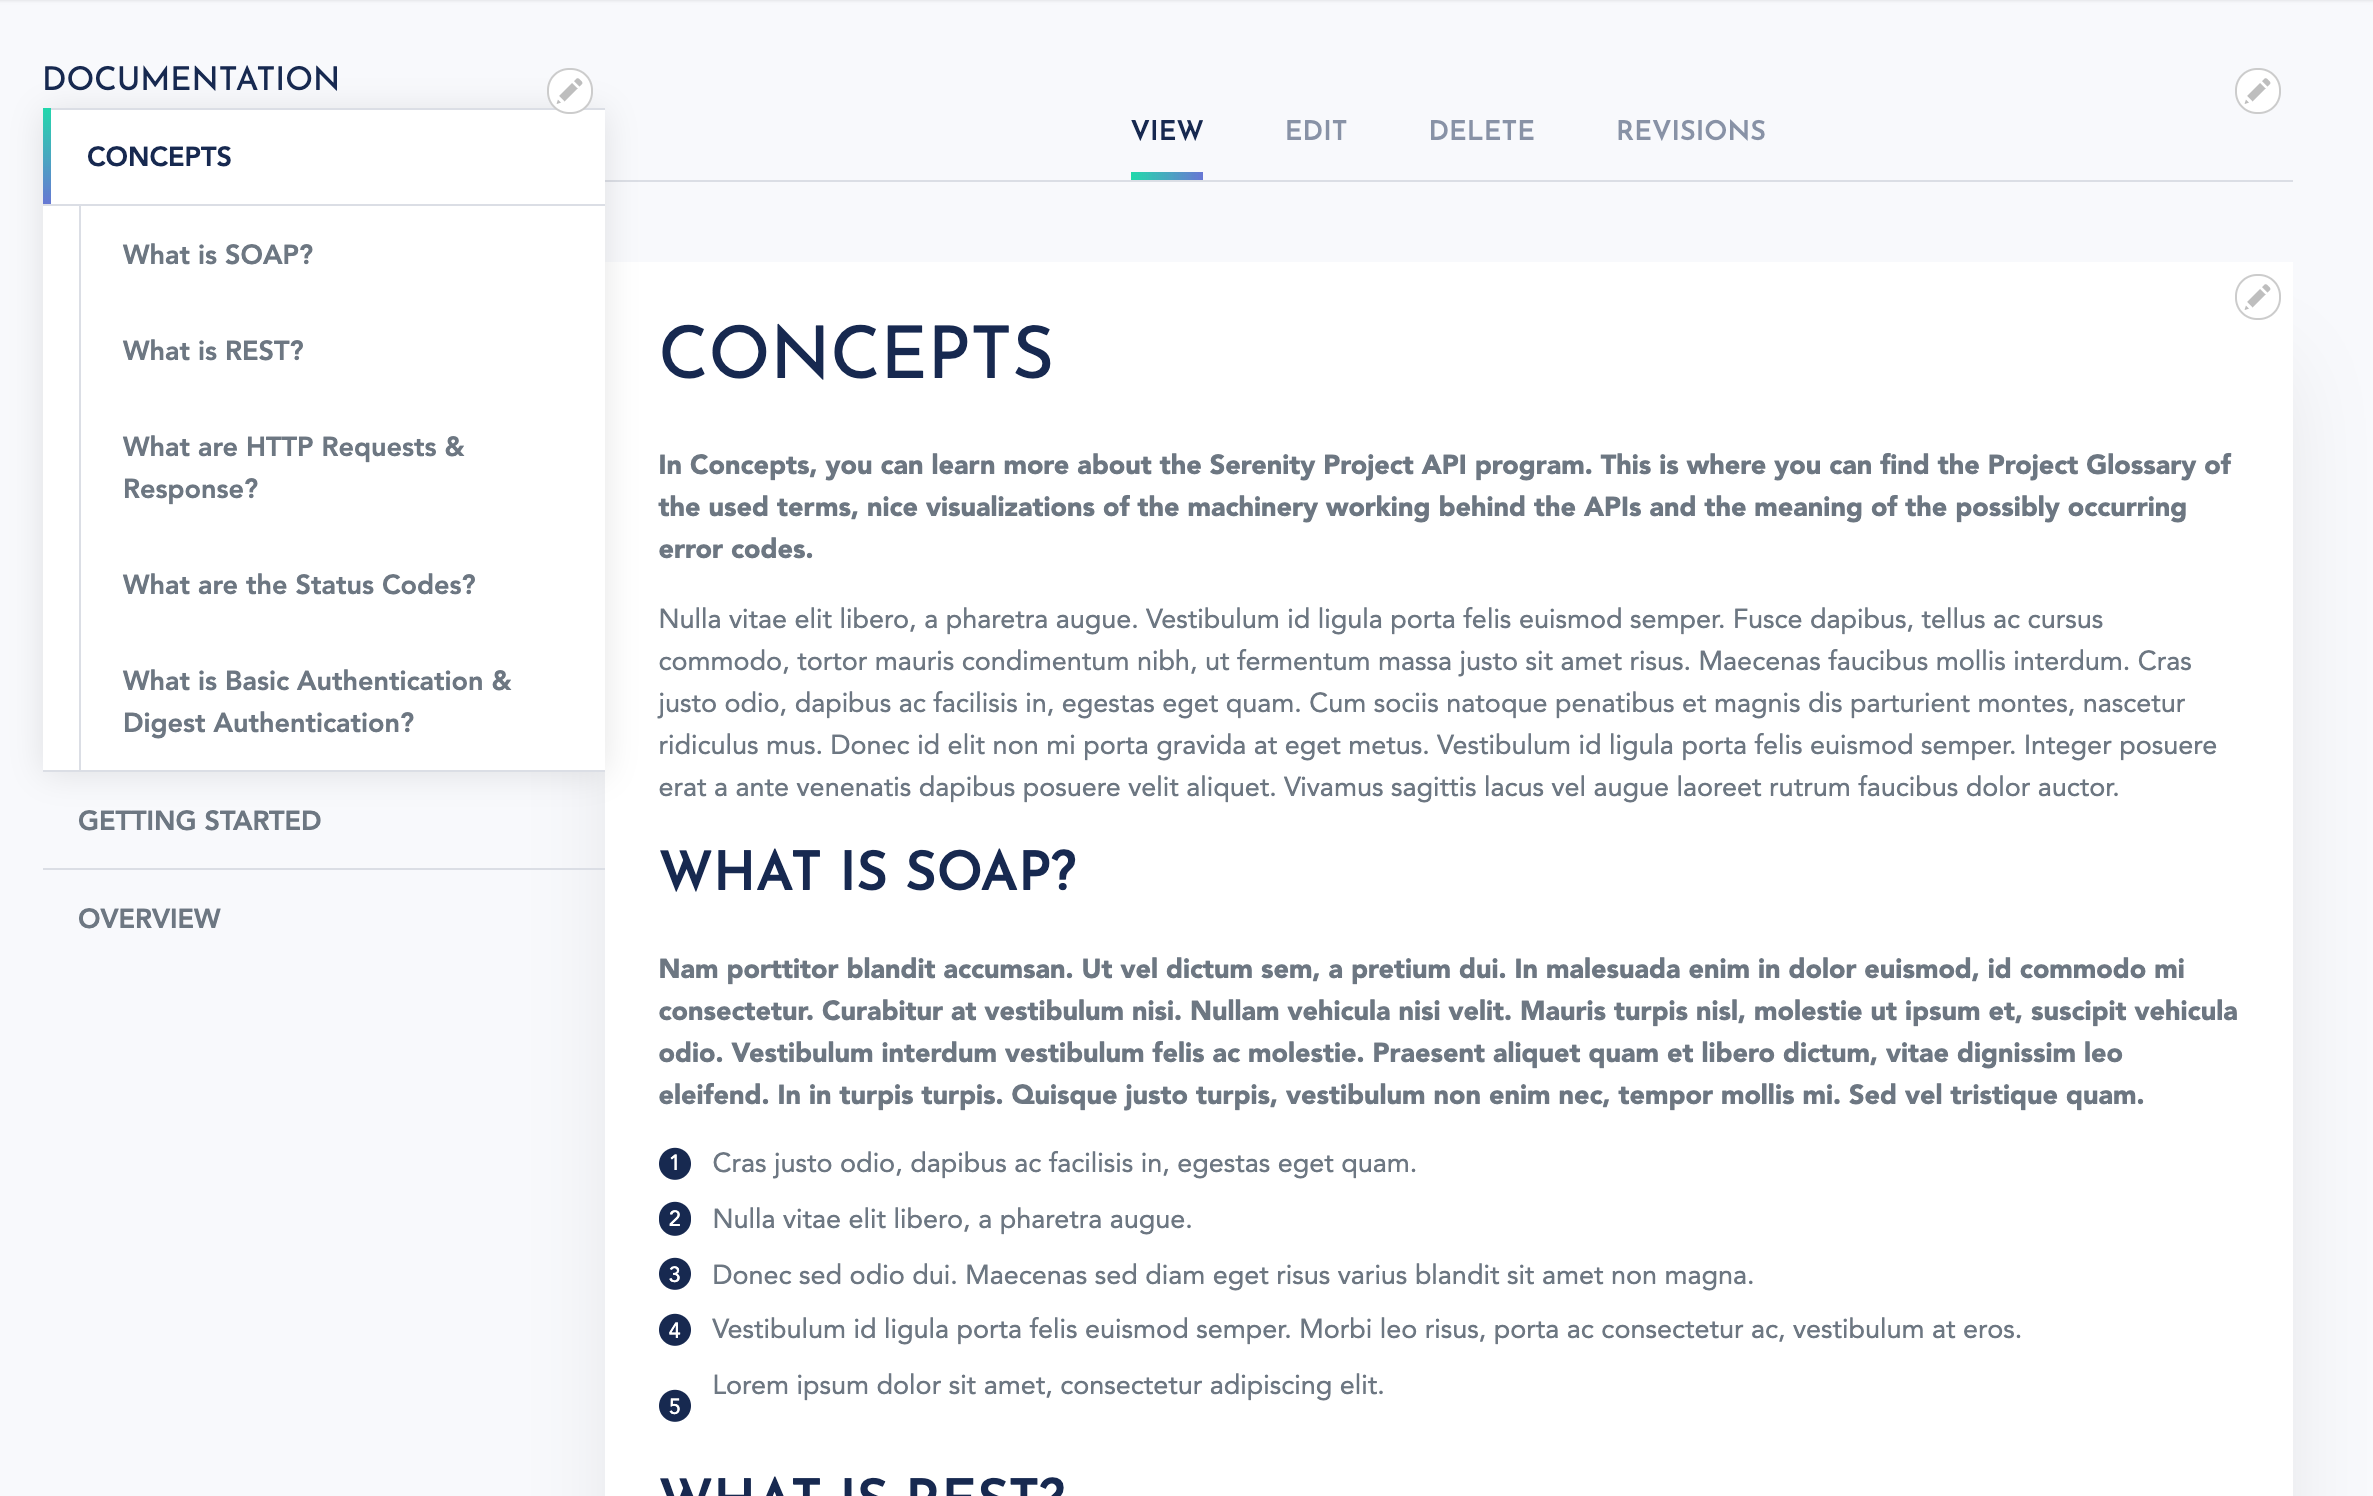 DOCUMENTATION
CONCEPTS
What is SOAP?
What is REST?
What are HTTP Requests &
Response?
What are the Status Codes?
What is Basic Authentication &
Digest Authentication?
GETTING STARTED
OVERVIEW
VIEW EDIT DELETE REVISIONS
CONCEPTS
In Concepts, you can learn more about the Serenity Project API program. This is where you can find the Project Glossary of
the used terms, nice visualizations of the machinery working behind the APIs and the meaning of the possibly occurring
error codes.
Nulla vitae elit libero, a pharetra augue. Vestibulum id ligula porta felis euismod semper. Fusce dapibus, tellus ac cursus
commodo, tortor mauris condimentum nibh, ut fermentum massa justo sit amet risus. Maecenas faucibus mollis interdum. Cras
justo odio, dapibus ac facilisis in, egestas eget quam. Cum sociis natoque penatibus et magnis dis parturient montes, nascetur
ridiculus mus. Donec id elit non mi porta gravida at eget metus. Vestibulum id ligula porta felis euismod semper. Integer posuere
erat a ante venenatis dapibus posuere velit aliquet. Vivamus sagittis lacus vel augue laoreet rutrum faucibus dolor auctor.
WHAT IS SOAP?
Nam porttitor blandit accumsan. Ut vel dictum sem, a pretium dui. In malesuada enim in dolor euismod, id commodo mi
consectetur. Curabitur at vestibulum nisi. Nullam vehicula nisi velit. Mauris turpis nisl, molestie ut ipsum et, suscipit vehicula
odio. Vestibulum interdum vestibulum felis ac molestie. Praesent aliquet quam et libero dictum, vitae dignissim leo
eleifend. In in turpis turpis. Quisque justo turpis, vestibulum non enim nec, tempor mollis mi. Sed vel tristique quam.
1 Cras justo odio, dapibus ac facilisis in, egestas eget quam.
2 Nulla vitae elit libero, a pharetra augue.
3 Donec sed odio dui. Maecenas sed diam eget risus varius blandit sit amet non magna.
4 Vestibulum id ligula porta felis euismod semper. Morbi leo risus, porta ac consectetur ac, vestibulum at eros.
5 Lorem ipsum dolor sit amet, consectetur adipiscing elit.
WHAT IS REST?